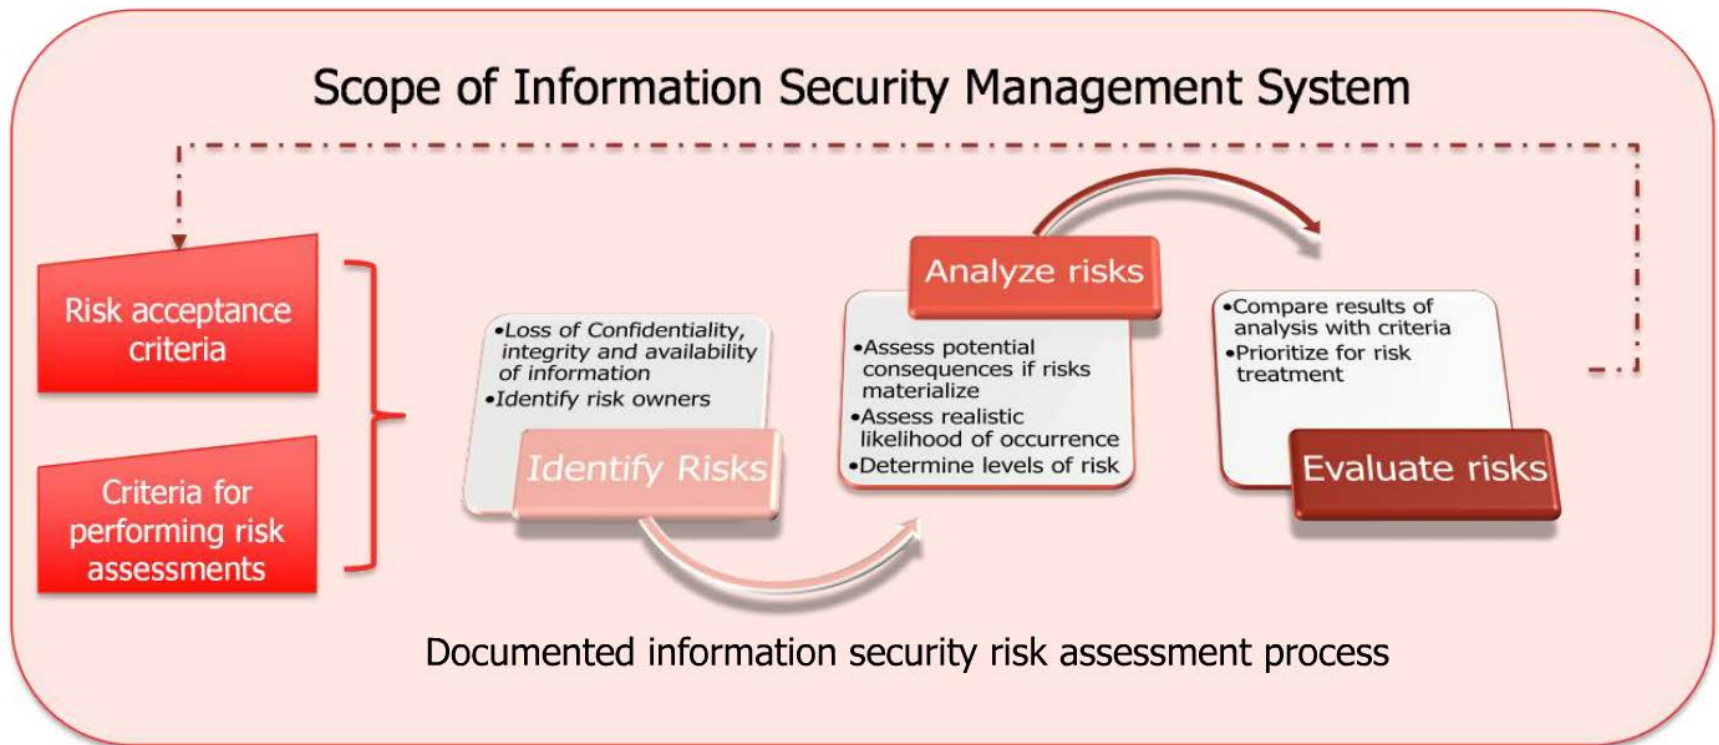 Scope of Information Security Management System
Risk acceptance
criteria
Criteria for
performing risk
assessments
•Loss of Confidentiality,
integrity and availability
of information
•Identify risk owners
Identify Risks
Analyze risks
•Assess potential
consequences if risks
materialize
•Assess realistic
likelihood of occurrence
•Determine levels of risk
•Compare results of
analysis with criteria
•Prioritize for risk
treatment
Evaluate risks
Documented information security risk assessment process